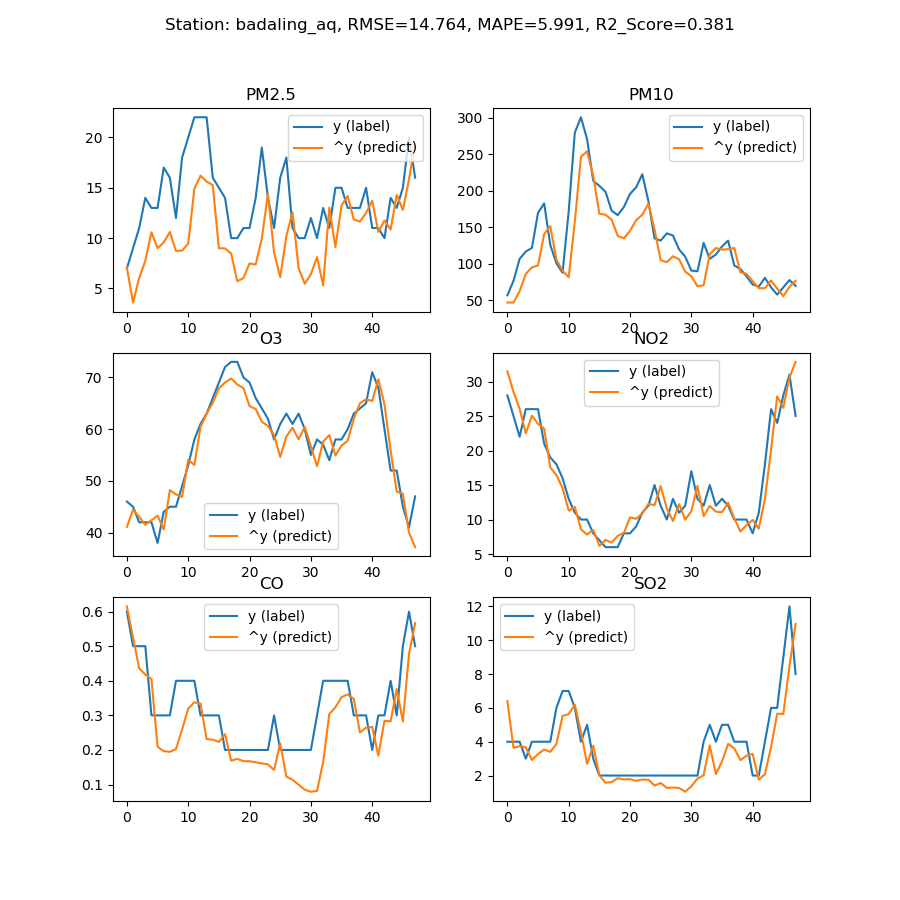 Station: badaling_aq, RMSE=14.764, MAPE=5.991, R2_Score=0.381
PM2.5
20
15
10
5
0 10 20 30 40
y (label)
^y (predict)
PM10
300
250
200
150
100
50
0 10 20 30 40
y (label)
^y (predict)
O3
70
60
50
40
0 10 20 30 40
y (label)
^y (predict)
NO2
30
25
20
15
10
5
0 10 20 30 40
y (label)
^y (predict)
CO
0.6
0.5
0.4
0.3
0.2
0.1
0 10 20 30 40
y (label)
^y (predict)
SO2
12
10
8
6
4
2
0 10 20 30 40
y (label)
^y (predict)